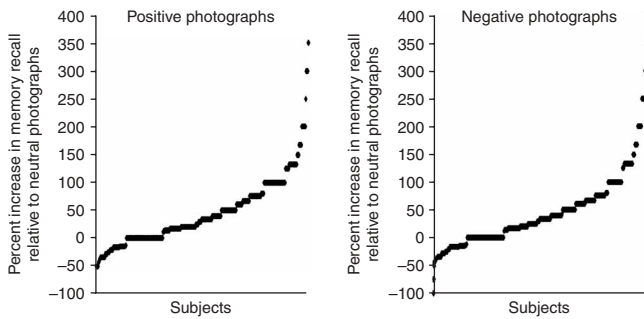 Positive photographs
Percent increase in memory recall
relative to neutral photographs
400
350
300
250
200
150
100
50
0
−50
−100
Subjects
Negative photographs
Percent increase in memory recall
relative to neutral photographs
400
350
300
250
200
150
100
50
0
−50
−100
Subjects